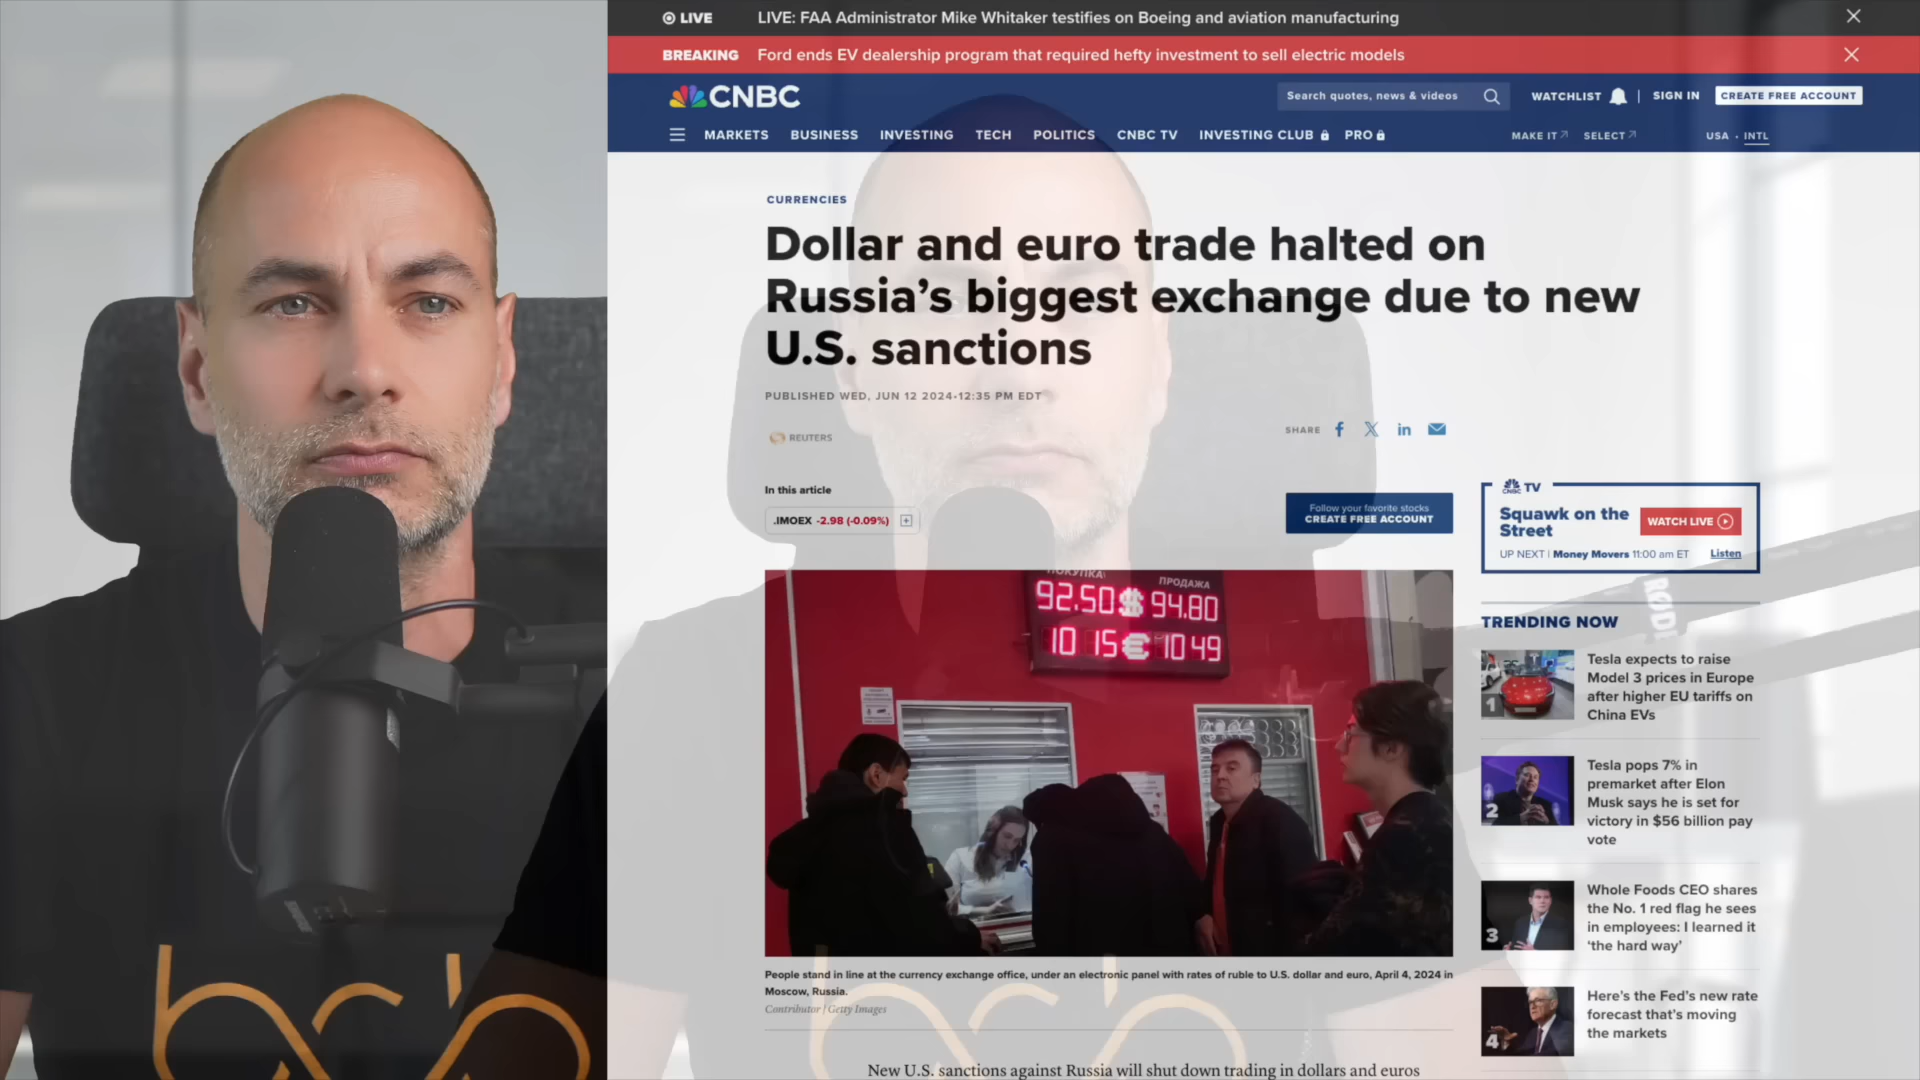 LIVE
LIVE: FAA Administrator Mike Whitaker testifies on Boeing and aviation manufacturing
BREAKING
Ford ends EV dealership program that required hefty investment to sell electric models
CNBC
Search quotes, news & videos
WATCHLIST
SIGN IN
CREATE FREE ACCOUNT
MARKETS BUSINESS INVESTING TECH POLITICS CNBC TV INVESTING CLUB PRO
MAKE IT SELECT
USA • INTL
CURRENCIES
Dollar and euro trade halted on
Russia’s biggest exchange due to new
U.S. sanctions
PUBLISHED WED, JUN 12 2024•12:35 PM EDT
REUTERS
SHARE
In this article
.IMOEX -2.98 (-0.09%)
Follow your favorite stocks
CREATE FREE ACCOUNT
ПОКУПКА
ПРОДАЖА
92.50 $ 94.80
10 15 € 10 49
People stand in line at the currency exchange office, under an electronic panel with rates of ruble to U.S. dollar and euro, April 4, 2024 in
Moscow, Russia.
Contributor | Getty Images
New U.S. sanctions against Russia will shut down trading in dollars and euros
CNBC TV
Squawk on the
Street
WATCH LIVE
UP NEXT | Money Movers 11:00 am ET
Listen
RØDE
TRENDING NOW
1
Tesla expects to raise
Model 3 prices in Europe
after higher EU tariffs on
China EVs
2
Tesla pops 7% in
premarket after Elon
Musk says he is set for
victory in $56 billion pay
vote
3
Whole Foods CEO shares
the No. 1 red flag he sees
in employees: I learned it
‘the hard way’
4
Here’s the Fed’s new rate
forecast that’s moving
the markets